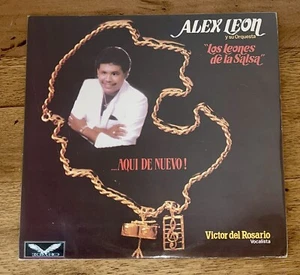 ALEX LEON
y su Orquesta
"Los Leones
de la Salsa"
...AQUI DE NUEVO!
Victor del Rosario
Vocalista